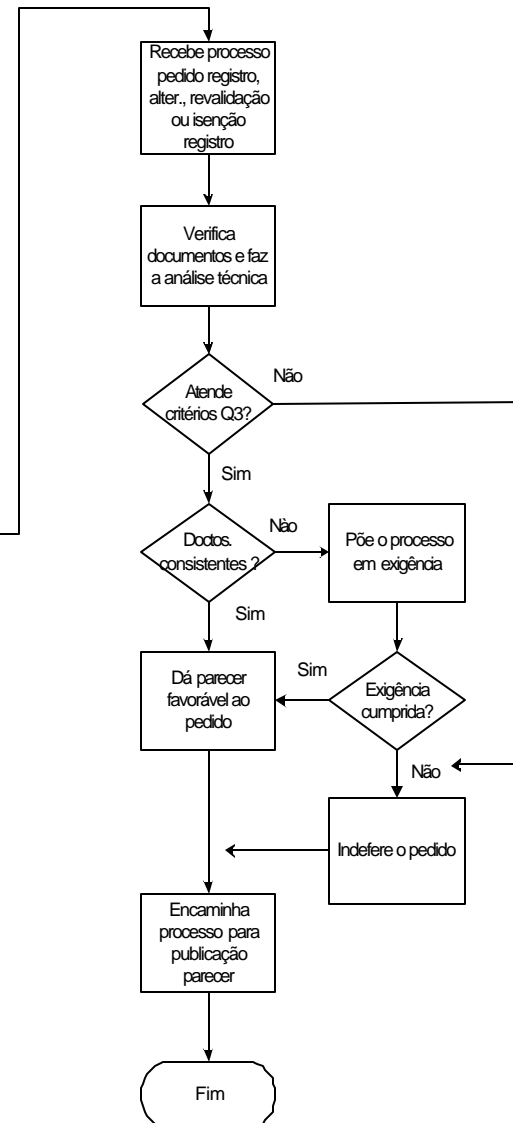 Recebe processo
pedido registro,
alter., revalidação
ou isenção
registro
Verifica
documentos e faz
a análise técnica
Não
Atende
critérios Q3?
Sim
Doctos.
consistentes ?
Nào
Põe o processo
em exigência
Sim
Dá parecer
favorável ao
pedido
Sim
Exigência
cumprida?
Não
Indefere o pedido
Encaminha
processo para
publicação
parecer
Fim